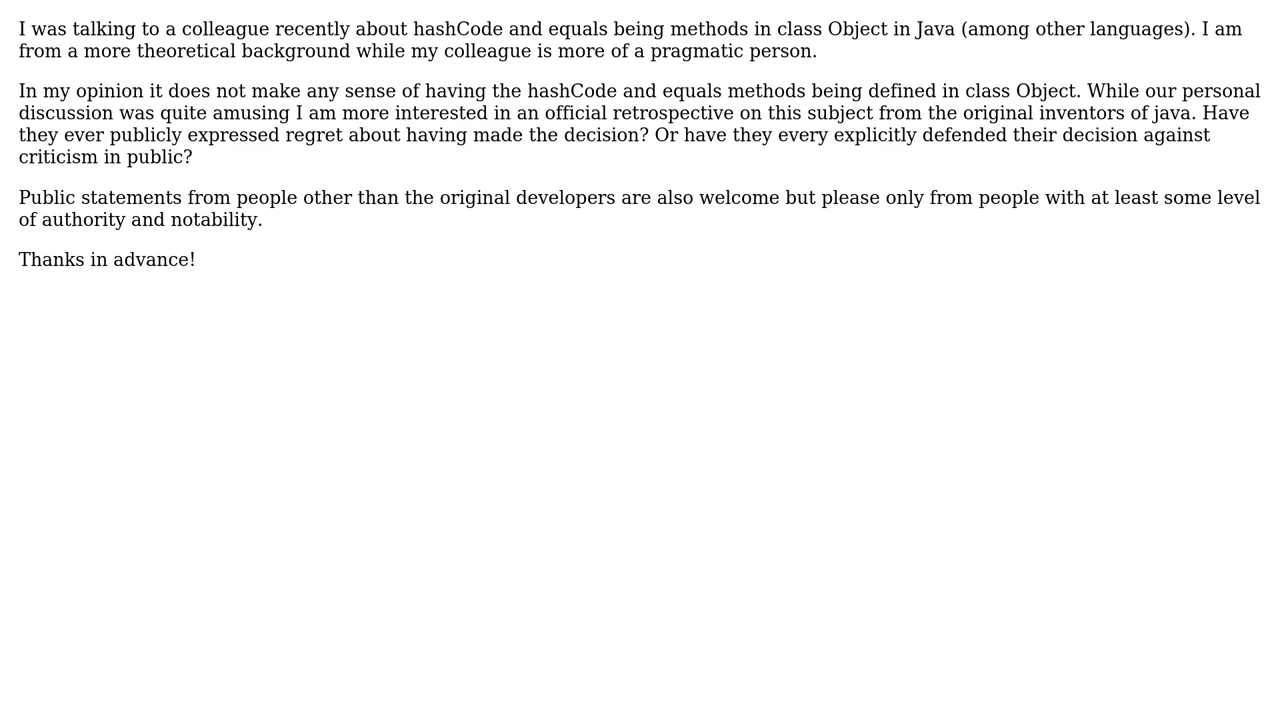 I was talking to a colleague recently about hashCode and equals being methods in class Object in Java (among other languages). I am
from a more theoretical background while my colleague is more of a pragmatic person.
In my opinion it does not make any sense of having the hashCode and equals methods being defined in class Object. While our personal
discussion was quite amusing I am more interested in an official retrospective on this subject from the original inventors of java. Have
they ever publicly expressed regret about having made the decision? Or have they every explicitly defended their decision against
criticism in public?
Public statements from people other than the original developers are also welcome but please only from people with at least some level
of authority and notability.
Thanks in advance!